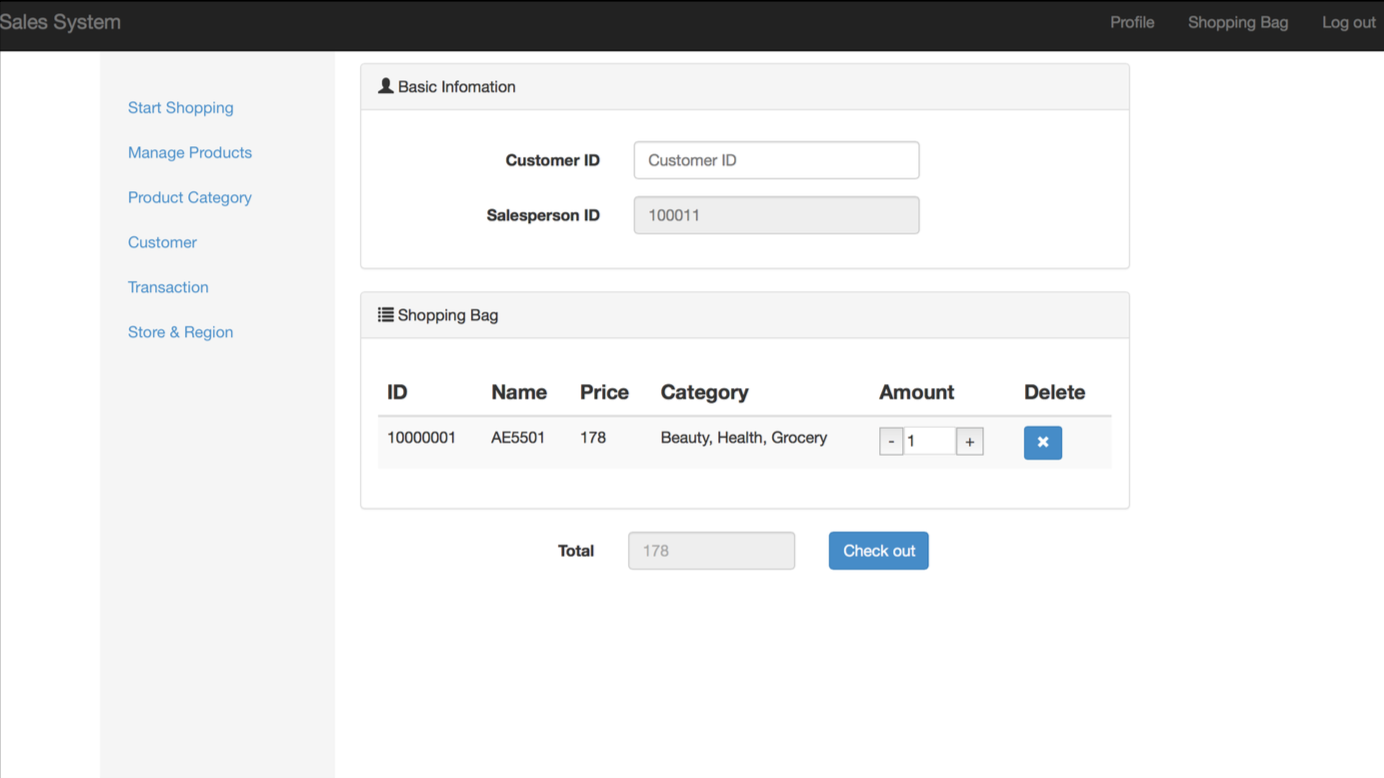 Sales System Profile Shopping Bag Log out
Start Shopping
Manage Products
Product Category
Customer
Transaction
Store & Region
Basic Infomation
Customer ID Customer ID
Salesperson ID 100011
Shopping Bag
ID Name Price Category Amount Delete
10000001 AE5501 178 Beauty, Health, Grocery - 1 +
Total 178 Check out